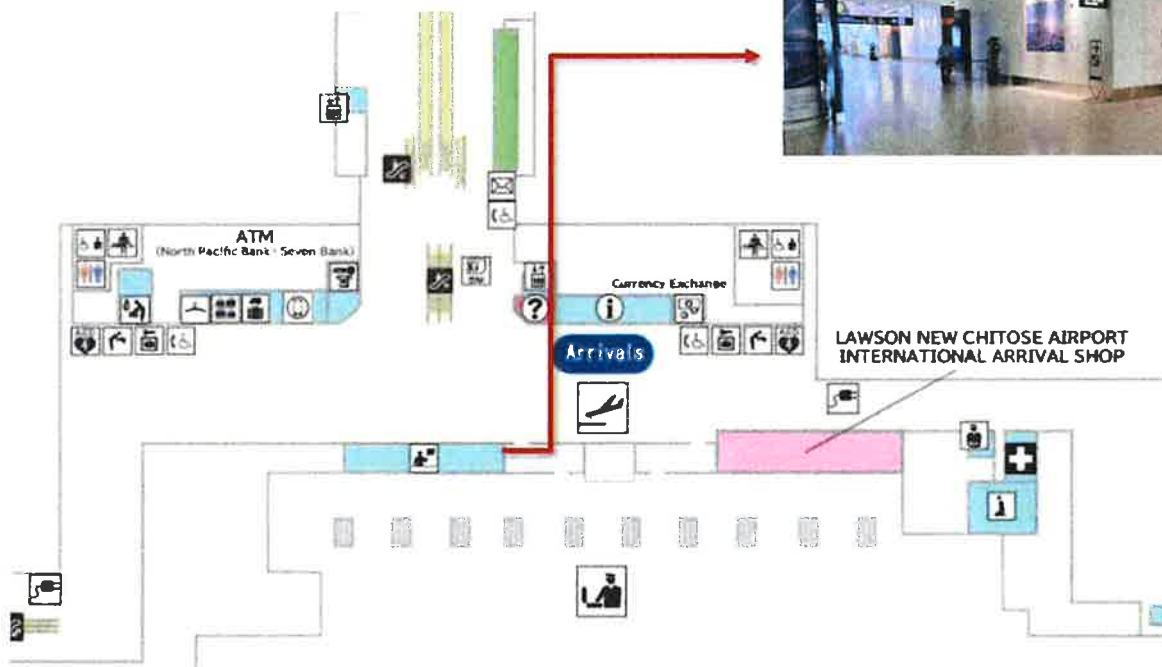 ATM
(North Pacific Bank · Seven Bank)
Currency Exchange
?
i
Arrivals
LAWSON NEW CHITOSE AIRPORT
INTERNATIONAL ARRIVAL SHOP